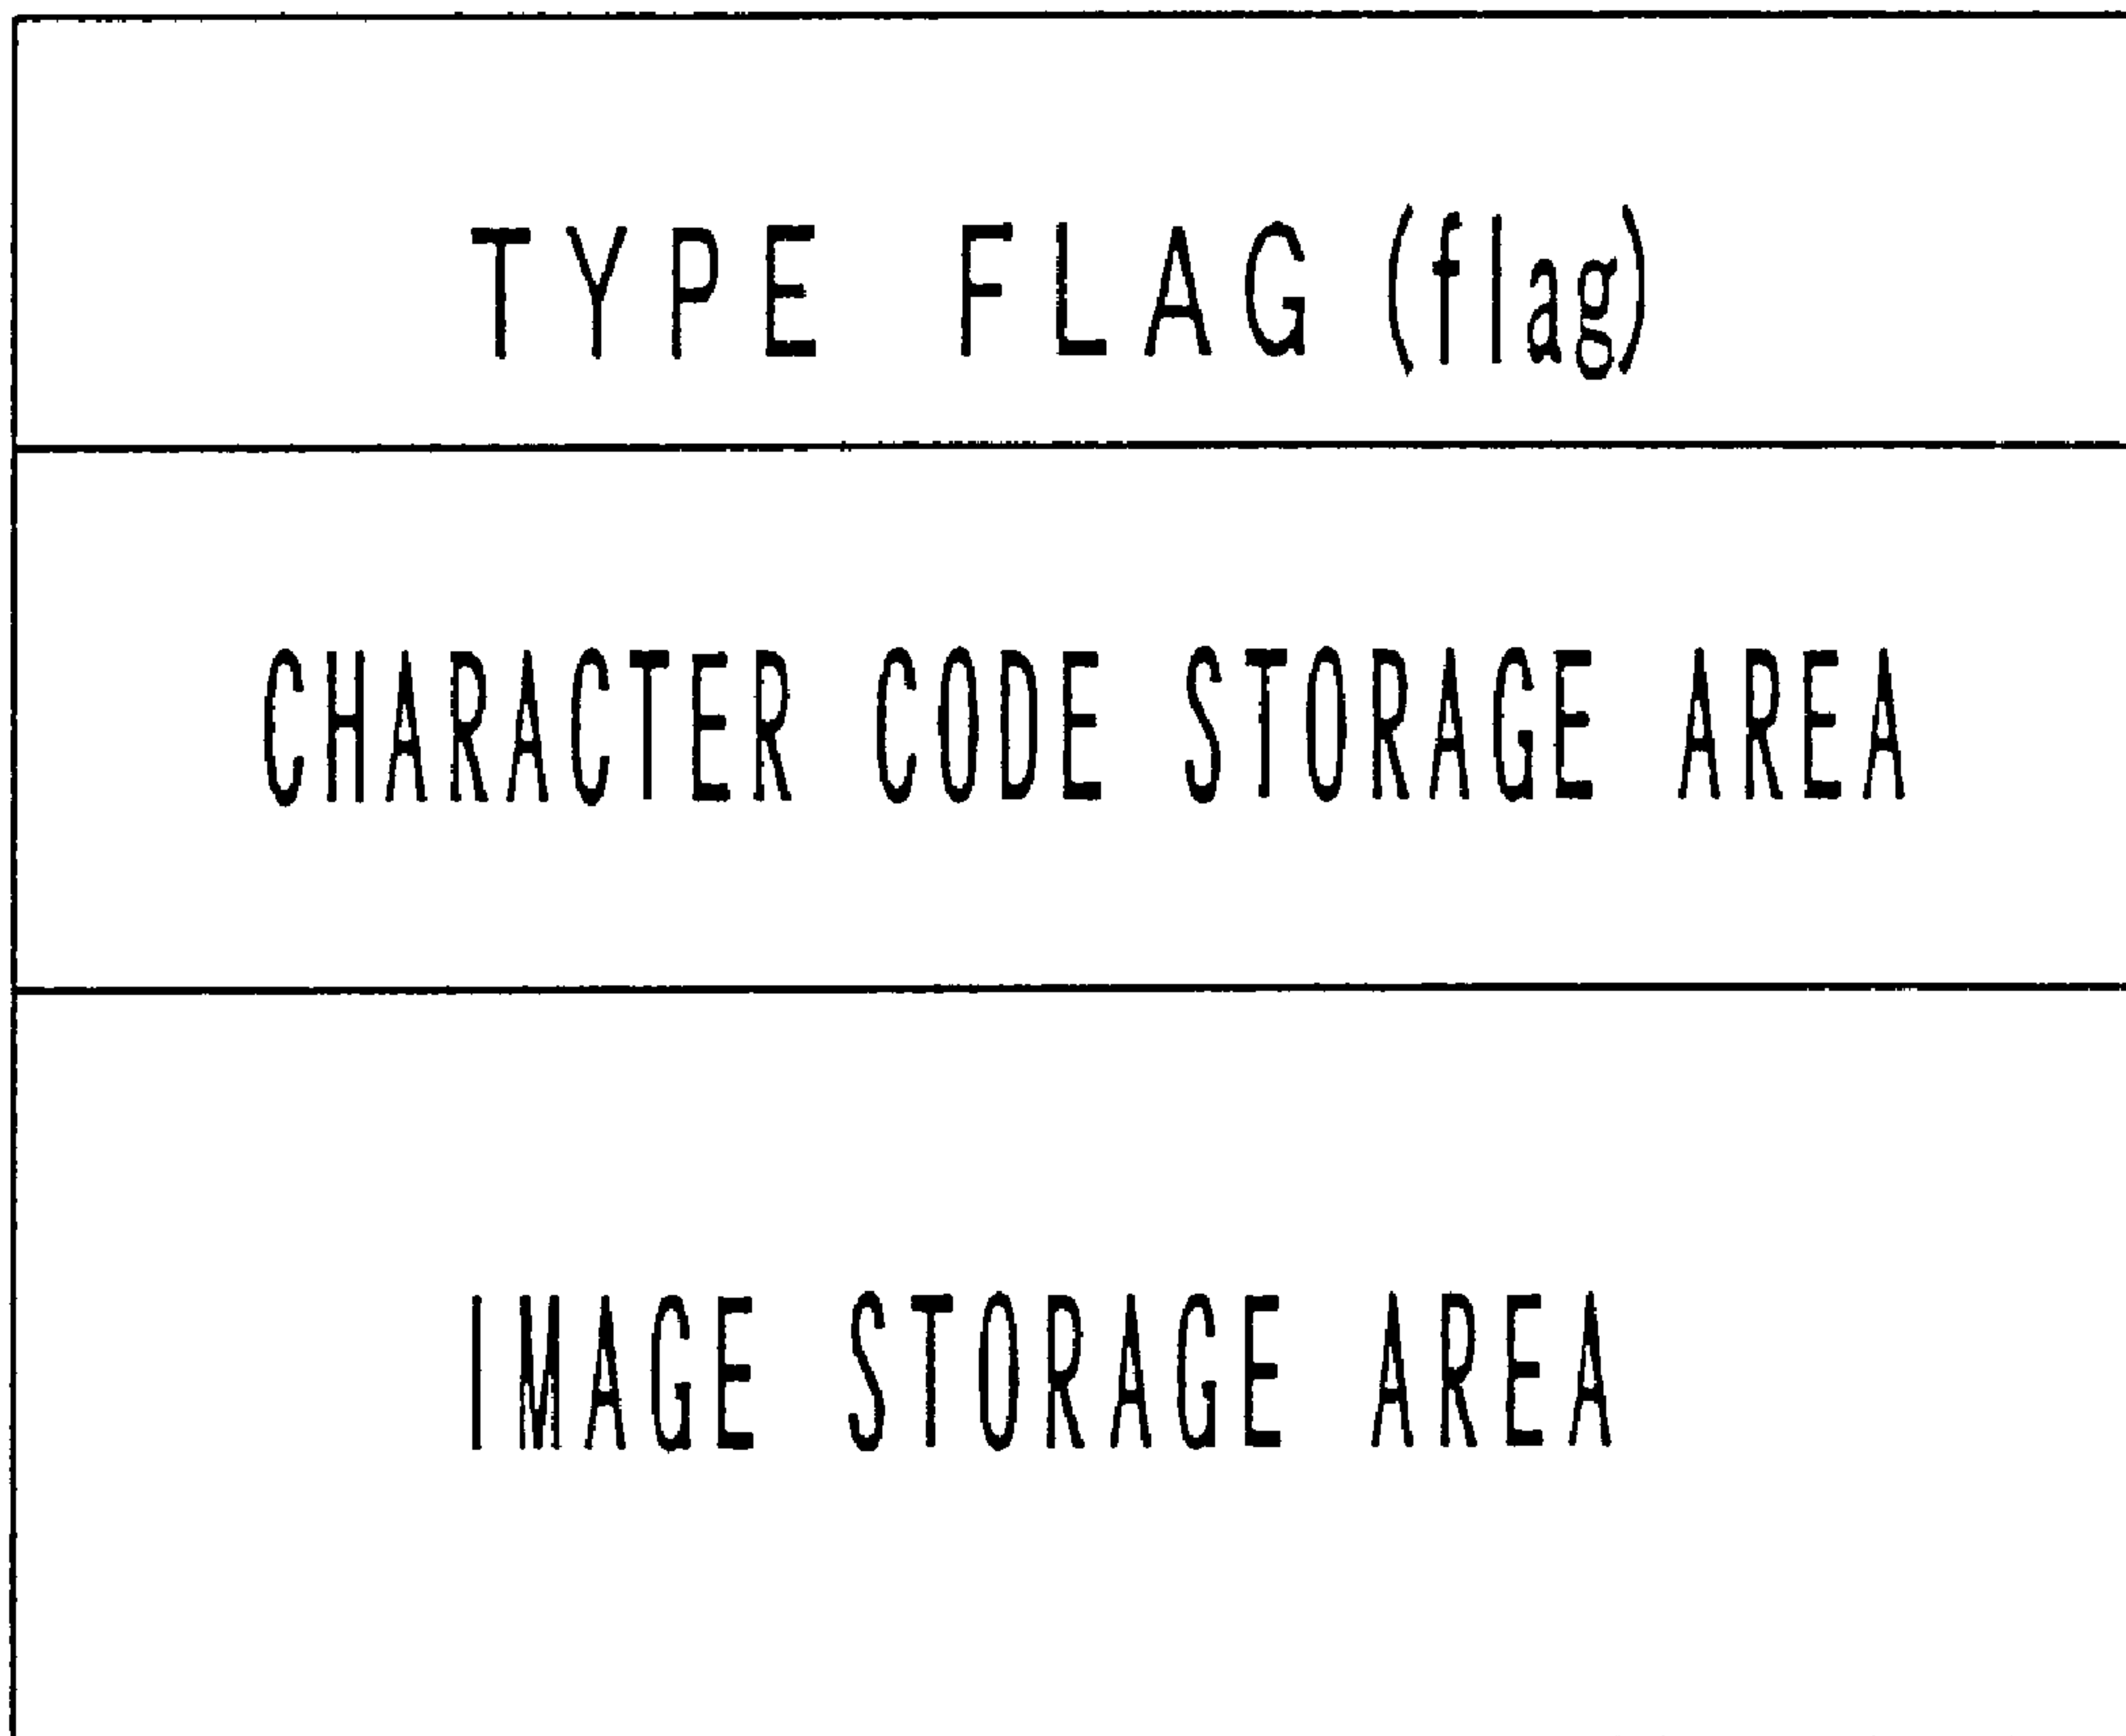 TYPE FLAG (flag)
CHARACTER CODE STORAGE AREA
IMAGE STORAGE AREA